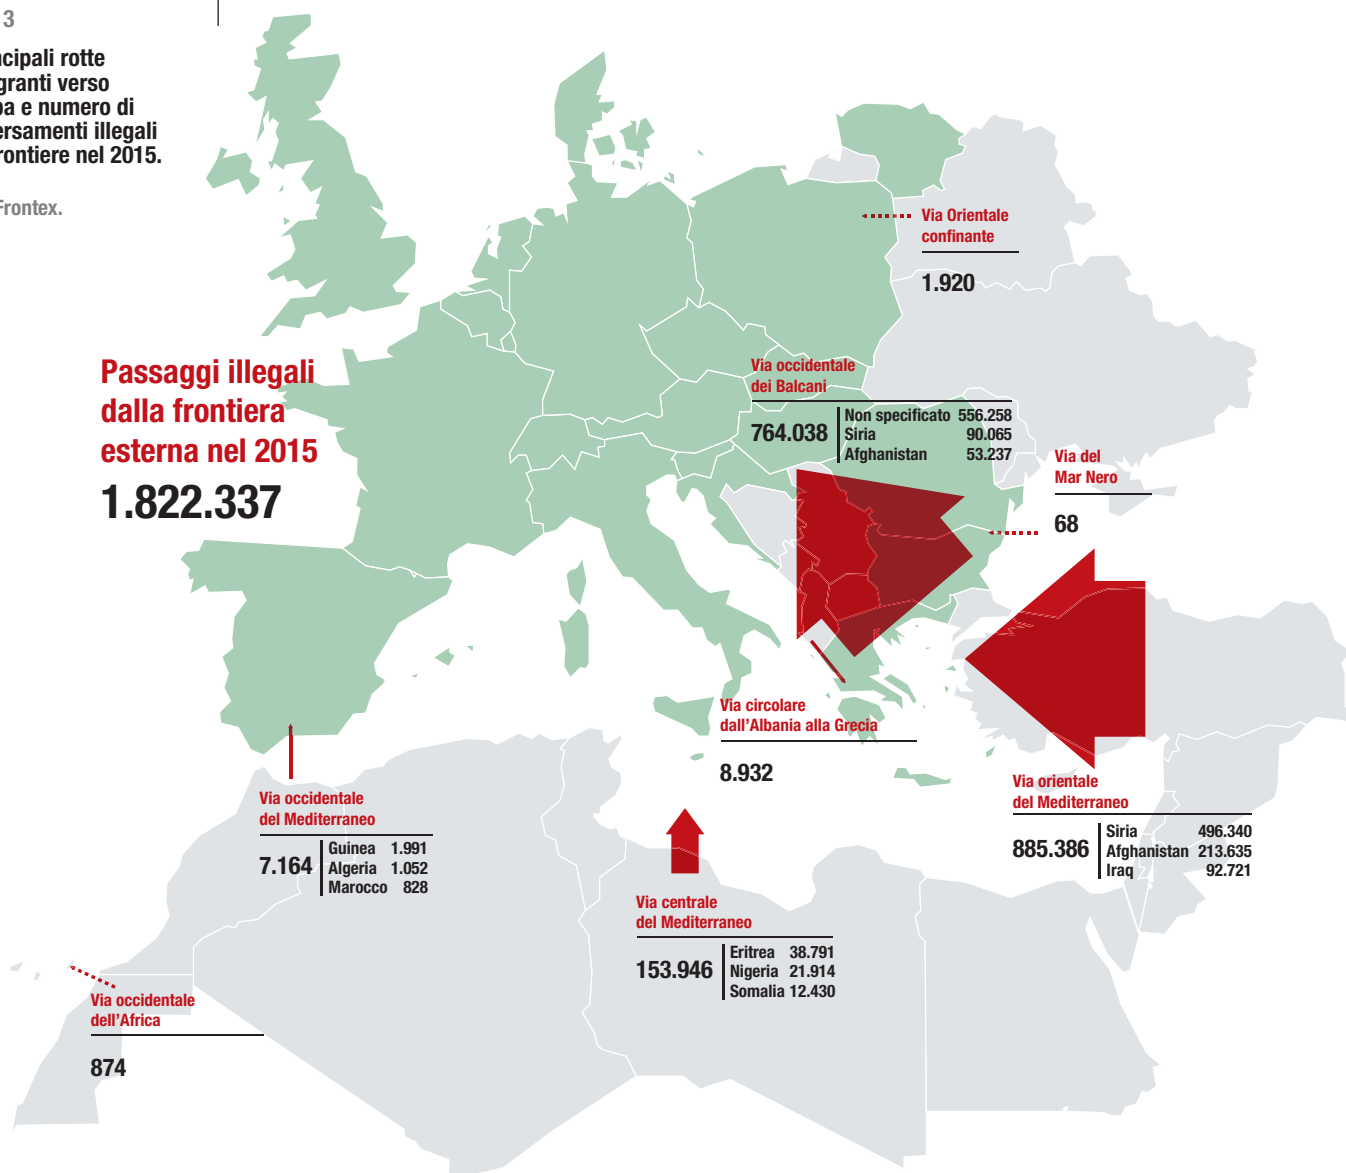 3
cipali rotte
granti verso
pa e numero di
ersamenti illegali
rontiere nel 2015.
Frontex.
Passaggi illegali
dalla frontiera
esterna nel 2015
1.822.337
Via Orientale
confinante
1.920
Via occidentale
dei Balcani
764.038
Non specificato 556.258
Siria 90.065
Afghanistan 53.237
Via del
Mar Nero
68
Via circolare
dall'Albania alla Grecia
8.932
Via orientale
del Mediterraneo
885.386
Siria 496.340
Afghanistan 213.635
Iraq 92.721
Via occidentale
del Mediterraneo
7.164
Guinea 1.991
Algeria 1.052
Marocco 828
Via centrale
del Mediterraneo
153.946
Eritrea 38.791
Nigeria 21.914
Somalia 12.430
Via occidentale
dell'Africa
874